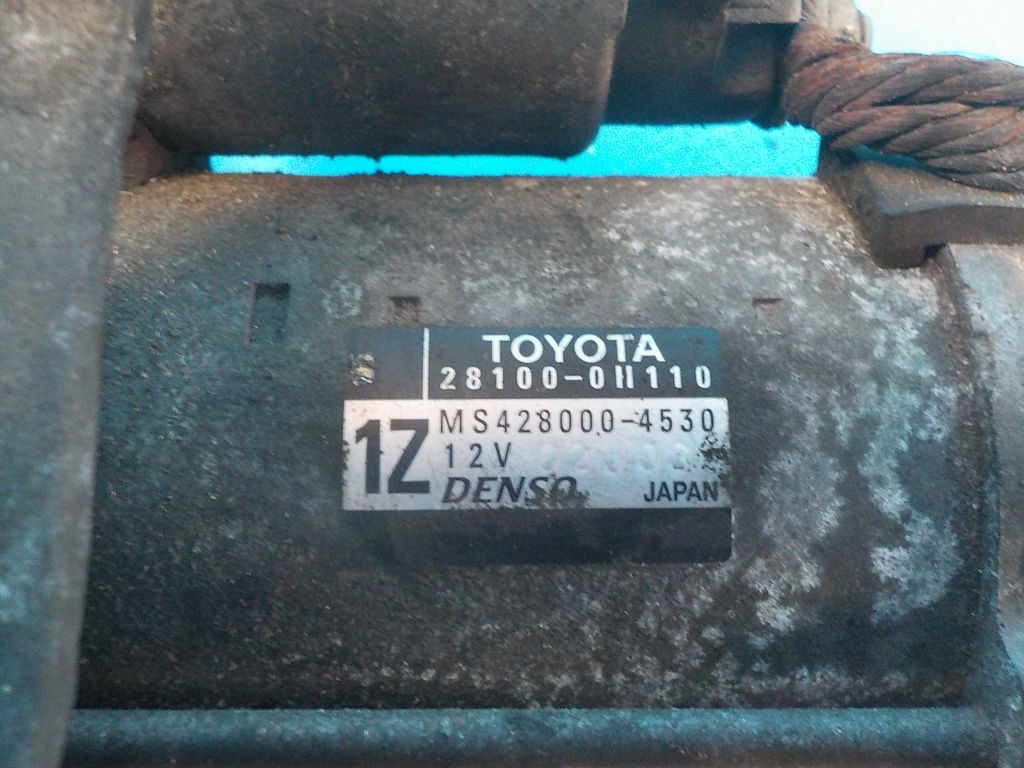 TOYOTA
28100-0H110
1Z
MS428000-4530
12V
DENSO
JAPAN